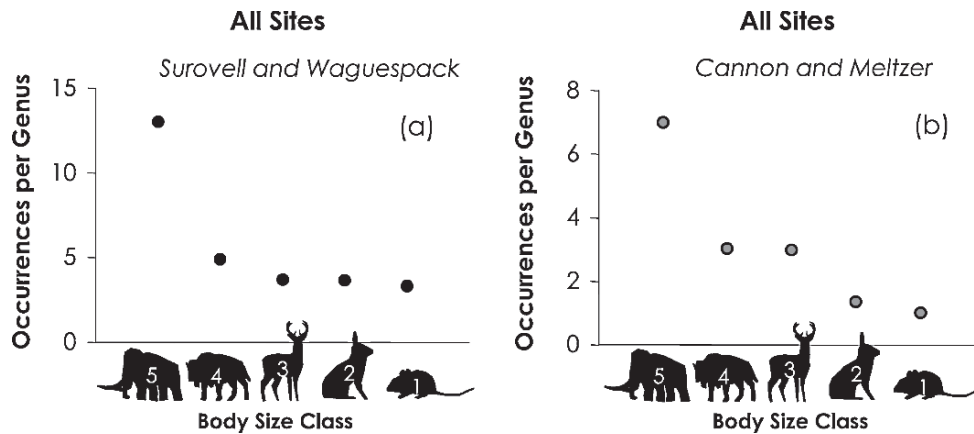 All Sites
Surovell and Waguespack
(a)
Occurrences per Genus
15
10
5
0
5 4 3 2 1
Body Size Class
All Sites
Cannon and Meltzer
(b)
Occurrences per Genus
8
6
4
2
0
5 4 3 2 1
Body Size Class